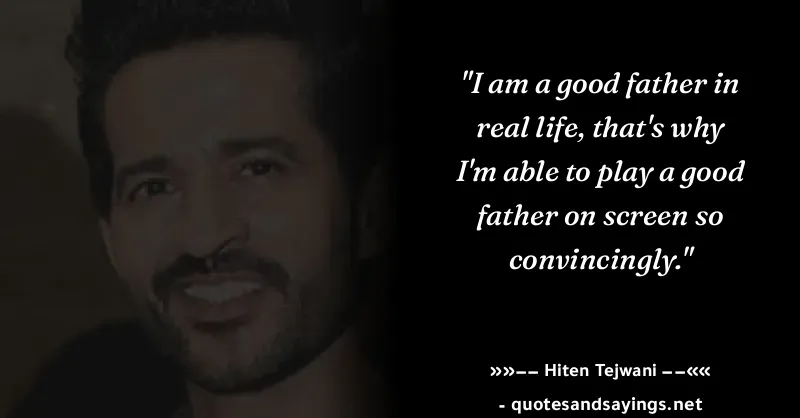 "I am a good father in
real life, that's why
I'm able to play a good
father on screen so
convincingly."
»»-- Hiten Tejwani --««
- quotesandsayings.net